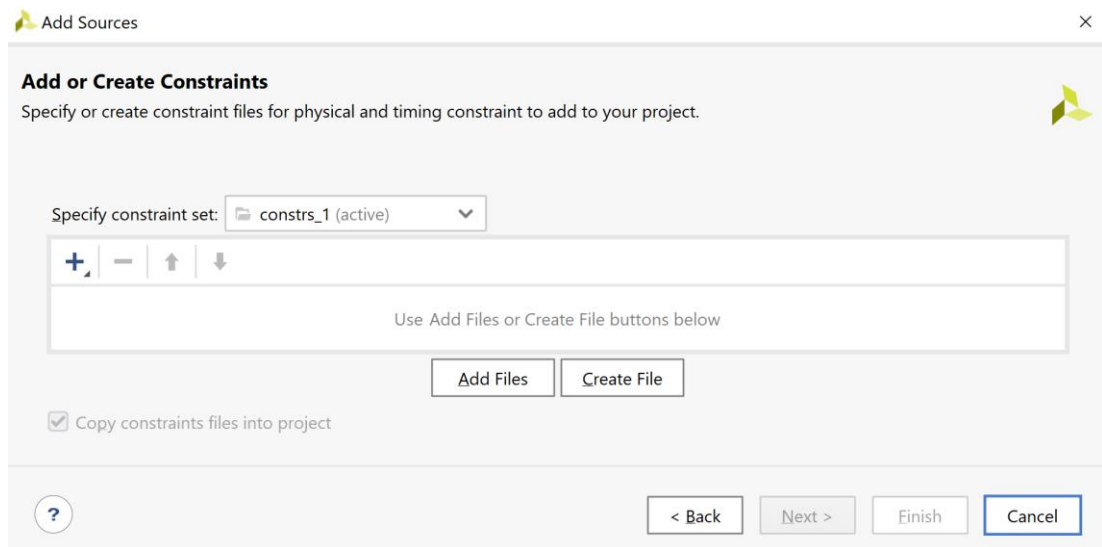 Add Sources
Add or Create Constraints
Specify or create constraint files for physical and timing constraint to add to your project.
Specify constraint set: constrs_1 (active)
Use Add Files or Create File buttons below
Add Files Create File
Copy constraints files into project
? < Back Next > Finish Cancel